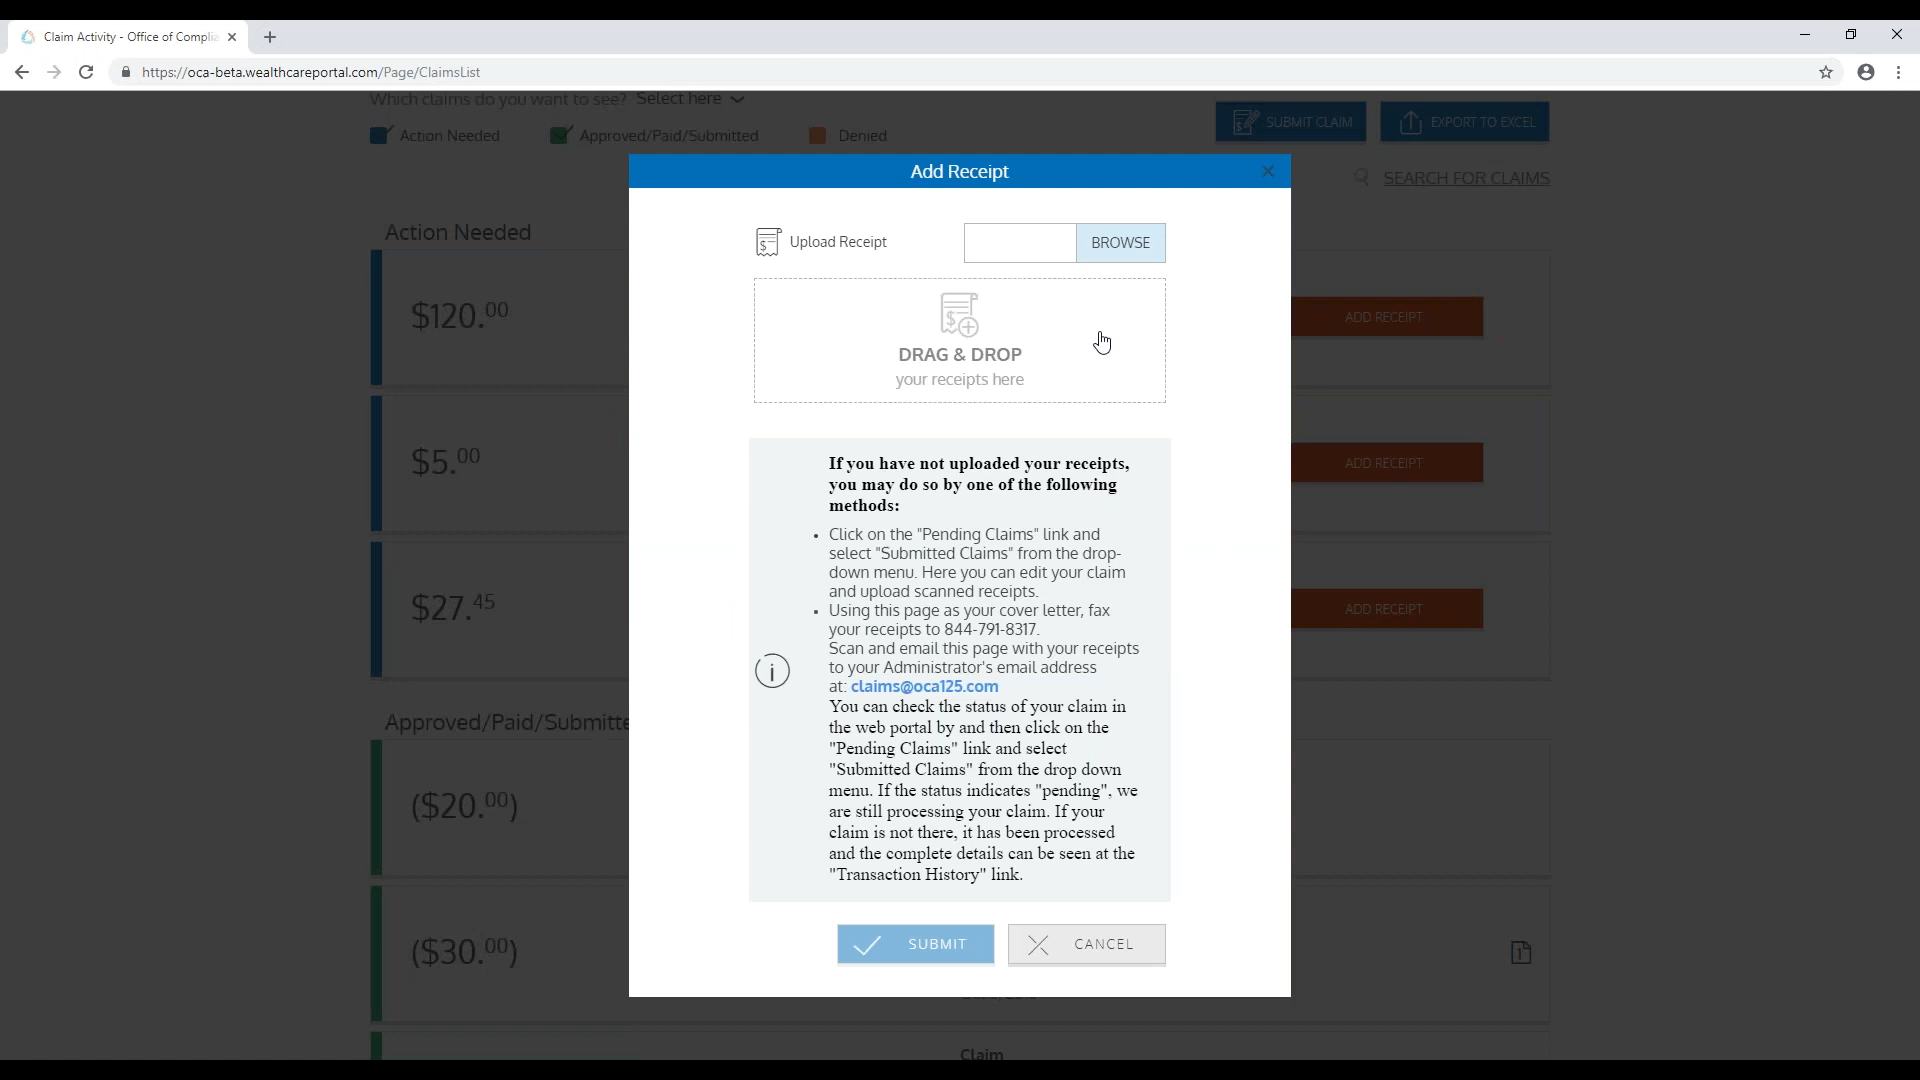 Claim Activity - Office of Complia
https://oca-beta.wealthcareportal.com/Page/ClaimsList
Which claims do you want to see? Select here
Action Needed Approved/Paid/Submitted Denied
SUBMIT CLAIM EXPORT TO EXCEL
SEARCH FOR CLAIMS
Add Receipt
Upload Receipt BROWSE
DRAG & DROP
your receipts here
If you have not uploaded your receipts,
you may do so by one of the following
methods:
• Click on the "Pending Claims" link and
select "Submitted Claims" from the drop-
down menu. Here you can edit your claim
and upload scanned receipts.
• Using this page as your cover letter, fax
your receipts to 844-791-8317.
Scan and email this page with your receipts
to your Administrator's email address
at: claims@oca125.com
You can check the status of your claim in
the web portal by and then click on the
"Pending Claims" link and select
"Submitted Claims" from the drop down
menu. If the status indicates "pending", we
are still processing your claim. If your
claim is not there, it has been processed
and the complete details can be seen at the
"Transaction History" link.
SUBMIT CANCEL
Action Needed
$120.00 ADD RECEIPT
$5.00 ADD RECEIPT
$27.45 ADD RECEIPT
Approved/Paid/Submitte
($20.00)
($30.00) 1
Claim